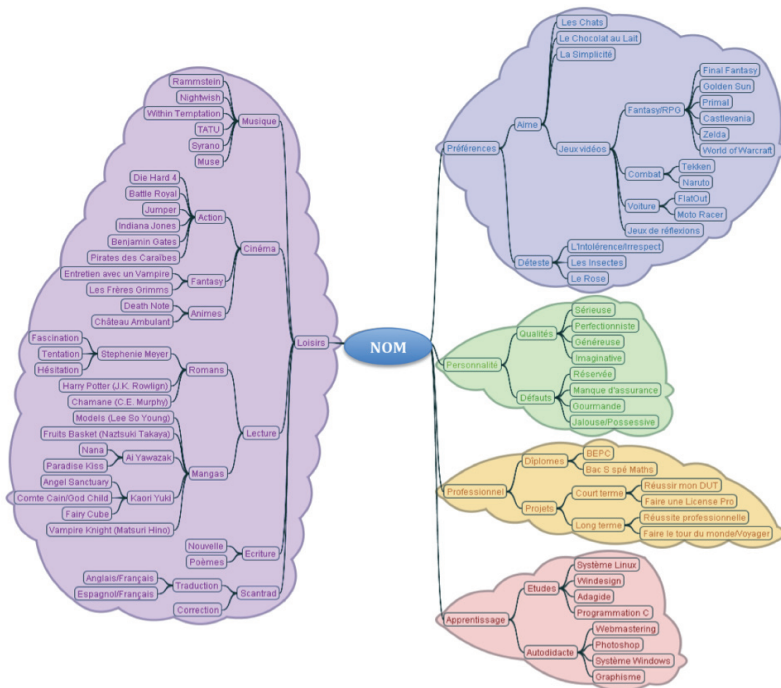 NOM
Loisirs
Musique
Rammstein
Nightwish
Within Temptation
TATU
Syrano
Muse
Cinéma
Action
Die Hard 4
Battle Royal
Jumper
Indiana Jones
Benjamin Gates
Pirates des Caraïbes
Fantasy
Entretien avec un Vampire
Les Frères Grimms
Animes
Death Note
Château Ambulant
Lecture
Romans
Stephenie Meyer
Fascination
Tentation
Hésitation
Harry Potter (J.K. Rowlign)
Chamane (C.E. Murphy)
Mangas
Models (Lee So Young)
Fruits Basket (Naztsuki Takaya)
Ai Yawazak
Nana
Paradise Kiss
Kaori Yuki
Angel Sanctuary
Comte Cain/God Child
Fairy Cube
Vampire Knight (Matsuri Hino)
Ecriture
Nouvelle
Poèmes
Scantrad
Traduction
Anglais/Français
Espagnol/Français
Correction
Préférences
Aime
Les Chats
Le Chocolat au Lait
La Simplicité
Jeux vidéos
Fantasy/RPG
Final Fantasy
Golden Sun
Primal
Castlevania
Zelda
World of Warcraft
Combat
Tekken
Naruto
Voiture
FlatOut
Moto Racer
Jeux de réflexions
Déteste
L'Intolérence/Irrespect
Les Insectes
Le Rose
Personnalité
Qualités
Sérieuse
Perfectionniste
Généreuse
Imaginative
Défauts
Réservée
Manque d'assurance
Gourmande
Jalouse/Possessive
Professionnel
Diplomes
BEPC
Bac S spé Maths
Projets
Court terme
Réussir mon DUT
Faire une License Pro
Long terme
Réussite professionnelle
Faire le tour du monde/Voyager
Apprentissage
Etudes
Système Linux
Windesign
Adagide
Programmation C
Autodidacte
Webmastering
Photoshop
Système Windows
Graphisme